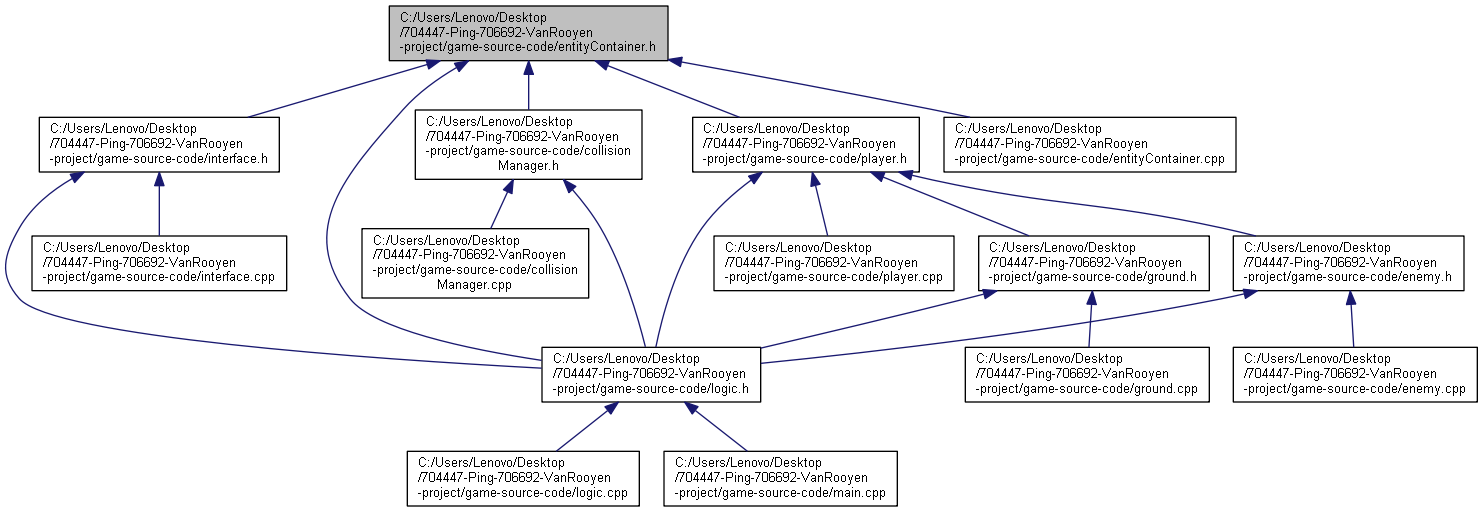 C:/Users/Lenovo/Desktop
/704447-Ping-706692-VanRooyen
-project/game-source-code/entityContainer.h
C:/Users/Lenovo/Desktop
/704447-Ping-706692-VanRooyen
-project/game-source-code/interface.h
C:/Users/Lenovo/Desktop
/704447-Ping-706692-VanRooyen
-project/game-source-code/collision
Manager.h
C:/Users/Lenovo/Desktop
/704447-Ping-706692-VanRooyen
-project/game-source-code/player.h
C:/Users/Lenovo/Desktop
/704447-Ping-706692-VanRooyen
-project/game-source-code/entityContainer.cpp
C:/Users/Lenovo/Desktop
/704447-Ping-706692-VanRooyen
-project/game-source-code/interface.cpp
C:/Users/Lenovo/Desktop
/704447-Ping-706692-VanRooyen
-project/game-source-code/collision
Manager.cpp
C:/Users/Lenovo/Desktop
/704447-Ping-706692-VanRooyen
-project/game-source-code/player.cpp
C:/Users/Lenovo/Desktop
/704447-Ping-706692-VanRooyen
-project/game-source-code/ground.h
C:/Users/Lenovo/Desktop
/704447-Ping-706692-VanRooyen
-project/game-source-code/enemy.h
C:/Users/Lenovo/Desktop
/704447-Ping-706692-VanRooyen
-project/game-source-code/logic.h
C:/Users/Lenovo/Desktop
/704447-Ping-706692-VanRooyen
-project/game-source-code/ground.cpp
C:/Users/Lenovo/Desktop
/704447-Ping-706692-VanRooyen
-project/game-source-code/enemy.cpp
C:/Users/Lenovo/Desktop
/704447-Ping-706692-VanRooyen
-project/game-source-code/logic.cpp
C:/Users/Lenovo/Desktop
/704447-Ping-706692-VanRooyen
-project/game-source-code/main.cpp